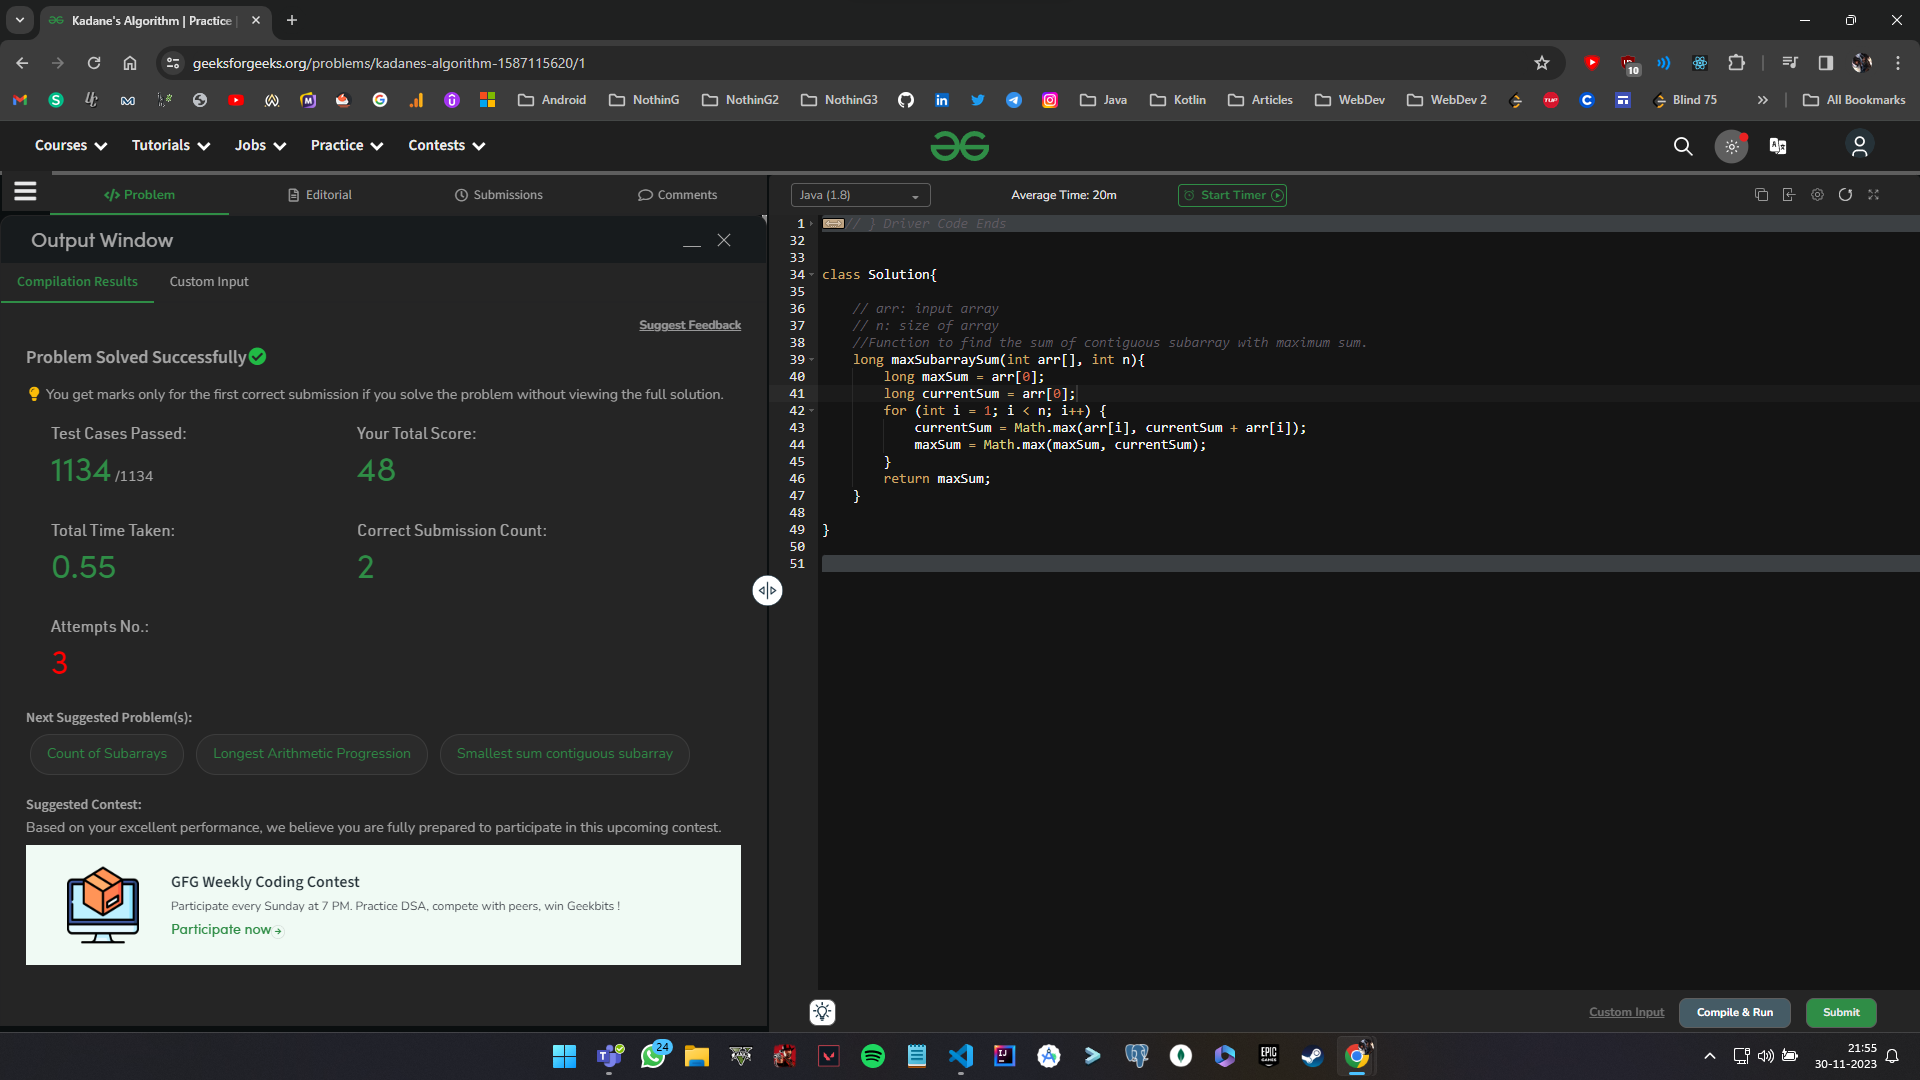 Kadane's Algorithm | Practice
geeksforgeeks.org/problems/kadanes-algorithm-1587115620/1
10
Android
NothinG
NothinG2
NothinG3
Java
Kotlin
Articles
WebDev
WebDev 2
Blind 75
All Bookmarks
Courses
Tutorials
Jobs
Practice
Contests
</> Problem
Editorial
Submissions
Comments
Java (1.8)
Average Time: 20m
Start Timer
Output Window
Compilation Results
Custom Input
Suggest Feedback
Problem Solved Successfully
You get marks only for the first correct submission if you solve the problem without viewing the full solution.
Test Cases Passed:
Your Total Score:
1134 /1134
48
Total Time Taken:
Correct Submission Count:
0.55
2
Attempts No.:
3
Next Suggested Problem(s):
Count of Subarrays
Longest Arithmetic Progression
Smallest sum contiguous subarray
Suggested Contest:
Based on your excellent performance, we believe you are fully prepared to participate in this upcoming contest.
GFG Weekly Coding Contest
Participate every Sunday at 7 PM. Practice DSA, compete with peers, win Geekbits !
Participate now
1 // } Driver Code Ends
32
33
34 class Solution{
35
36 // arr: input array
37 // n: size of array
38 //Function to find the sum of contiguous subarray with maximum sum.
39 long maxSubarraySum(int arr[], int n){
40 long maxSum = arr[0];
41 long currentSum = arr[0];
42 for (int i = 1; i < n; i++) {
43 currentSum = Math.max(arr[i], currentSum + arr[i]);
44 maxSum = Math.max(maxSum, currentSum);
45 }
46 return maxSum;
47 }
48
49 }
50
51
Custom Input
Compile & Run
Submit
24
21:55
30-11-2023